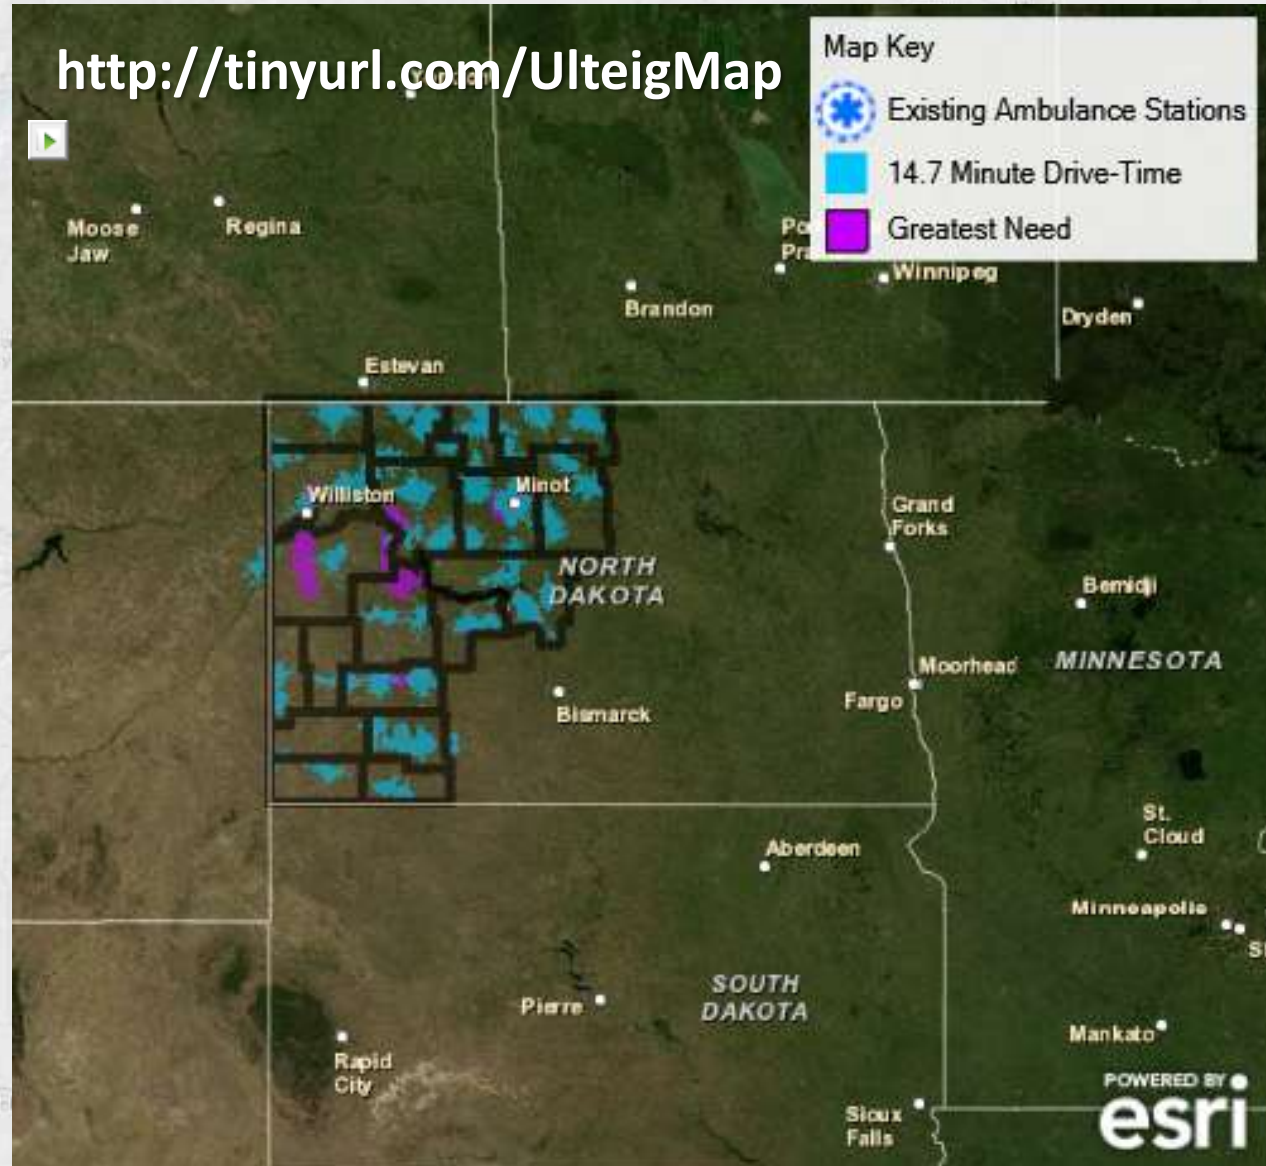 http://tinyurl.com/UlteigMap
Map Key
Existing Ambulance Stations
14.7 Minute Drive-Time
Greatest Need
Moose
Jaw
Regina
Winnipeg
Brandon
Dryden
Estevan
Williston
Minot
Grand
Forks
NORTH
DAKOTA
Bemidji
MINNESOTA
Moorhead
Fargo
Bismarck
St.
Cloud
Aberdeen
Minneapolis
SOUTH
DAKOTA
Pierre
Mankato
Rapid
City
POWERED BY
esri
Sioux
Falls